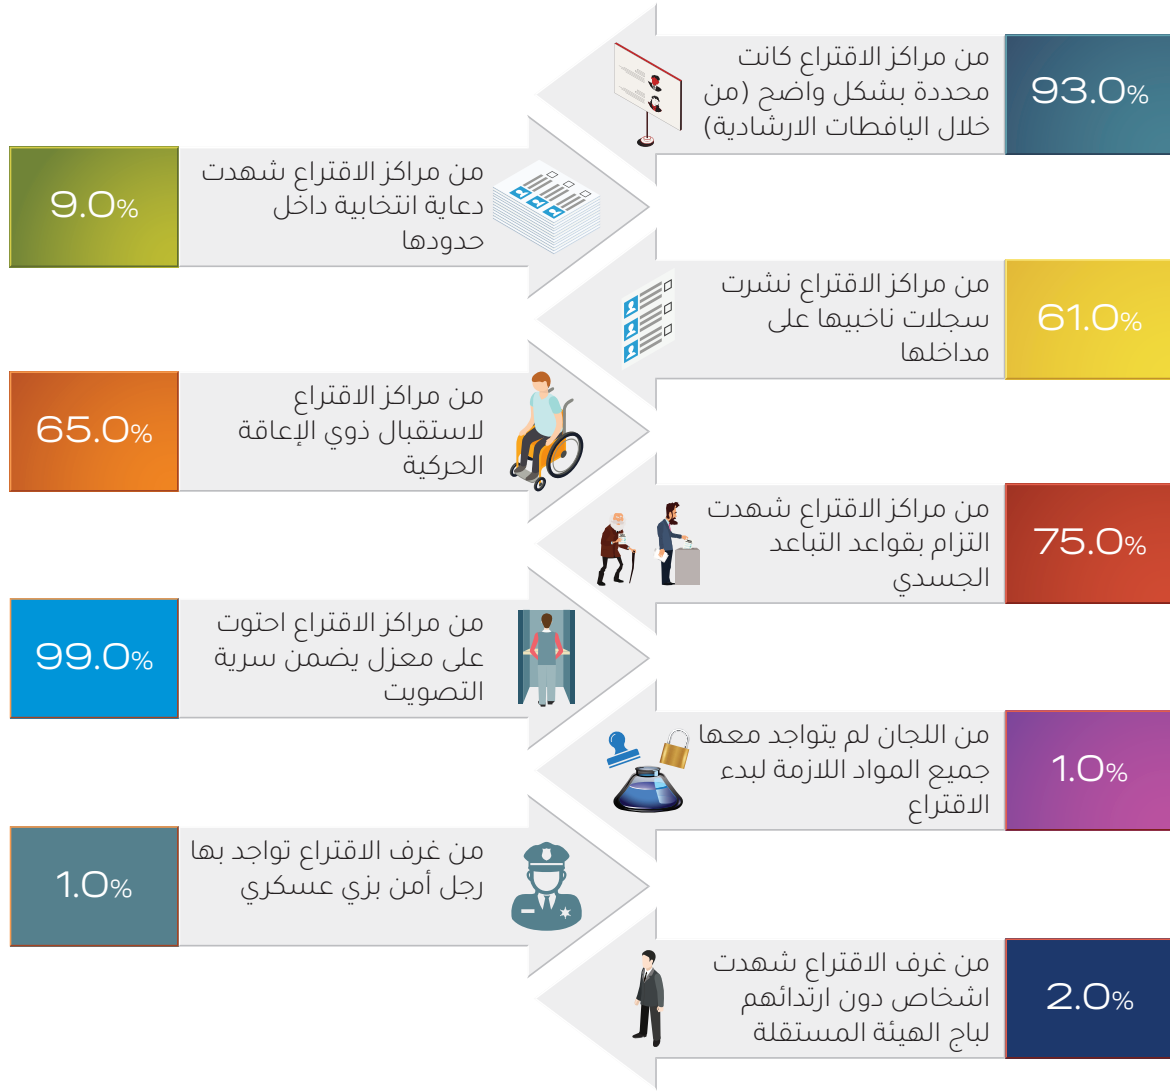 من مراكز الاقتراع كانت
محددة بشكل واضح (من
خلال اليافطات الارشادية)
93.0%
من مراكز الاقتراع شهدت
دعاية انتخابية داخل
حدودها
9.0%
من مراكز الاقتراع نشرت
سجلات ناخبيها على
مداخلها
61.0%
من مراكز الاقتراع
لاستقبال ذوي الإعاقة
الحركية
65.0%
من مراكز الاقتراع شهدت
التزام بقواعد التباعد
الجسدي
75.0%
من مراكز الاقتراع احتوت
على معزل يضمن سرية
التصويت
99.0%
من اللجان لم يتواجد معها
جميع المواد اللازمة لبدء
الاقتراع
1.0%
من غرف الاقتراع تواجد بها
رجل أمن بزي عسكري
1.0%
من غرف الاقتراع شهدت
اشخاص دون ارتدائهم
لباج الهيئة المستقلة
2.0%